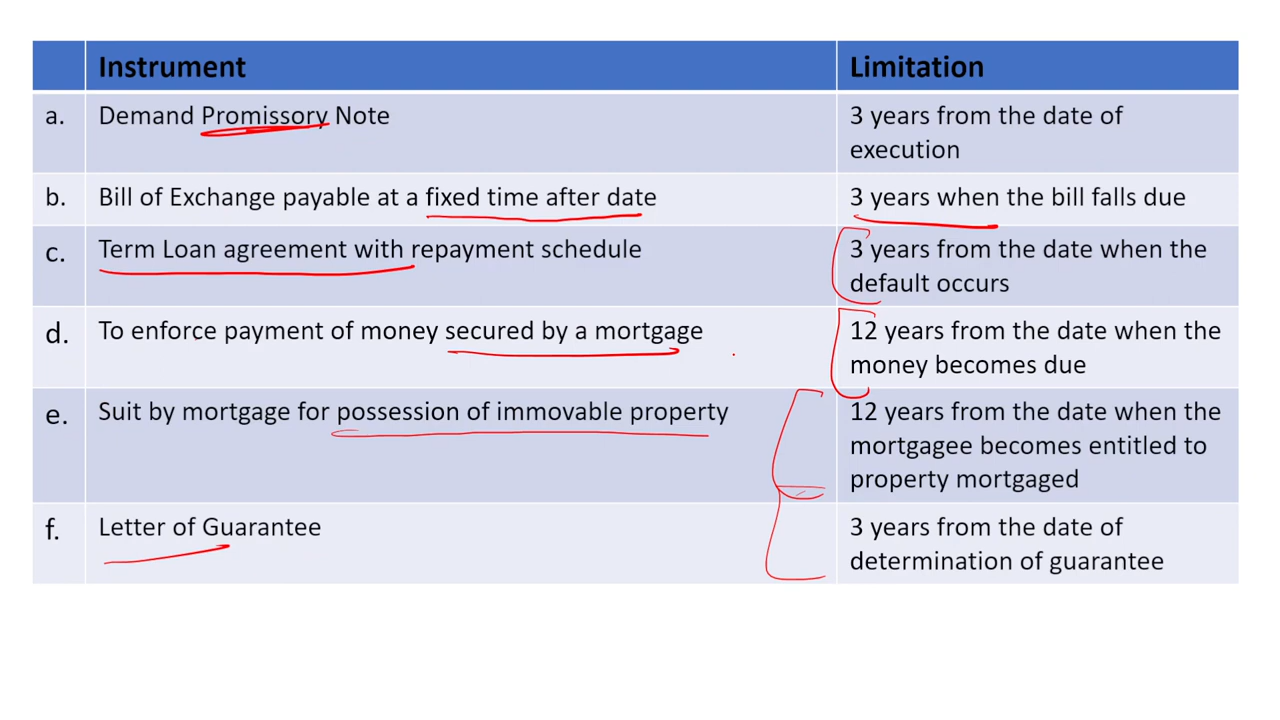 Instrument Limitation
a. Demand Promissory Note 3 years from the date of
execution
b. Bill of Exchange payable at a fixed time after date 3 years when the bill falls due
c. Term Loan agreement with repayment schedule 3 years from the date when the
default occurs
d. To enforce payment of money secured by a mortgage 12 years from the date when the
money becomes due
e. Suit by mortgage for possession of immovable property 12 years from the date when the
mortgagee becomes entitled to
property mortgaged
f. Letter of Guarantee 3 years from the date of
determination of guarantee